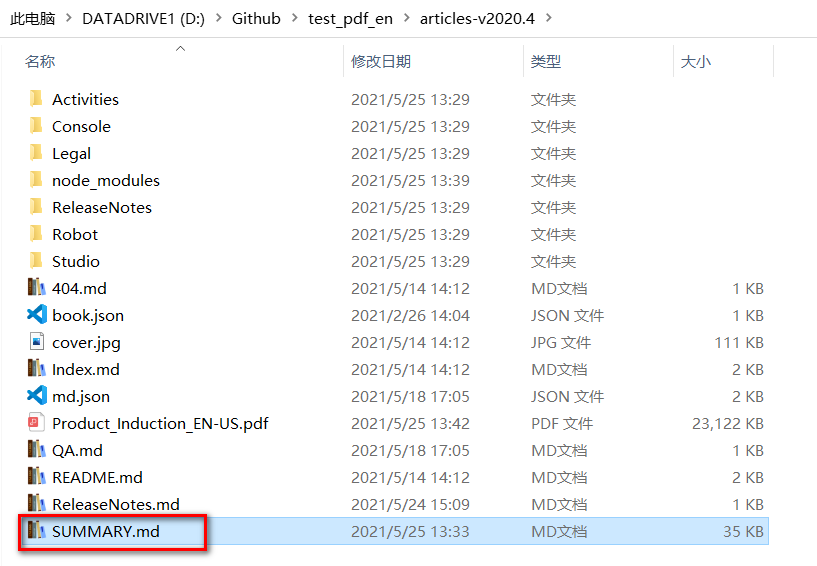 此电脑 > DATADRIVE1 (D:) > Github > test_pdf_en > articles-v2020.4 >
名称 修改日期 类型 大小
Activities 2021/5/25 13:29 文件夹
Console 2021/5/25 13:29 文件夹
Legal 2021/5/25 13:29 文件夹
node_modules 2021/5/25 13:39 文件夹
ReleaseNotes 2021/5/25 13:29 文件夹
Robot 2021/5/25 13:29 文件夹
Studio 2021/5/25 13:29 文件夹
404.md 2021/5/14 14:12 MD文档 1 KB
book.json 2021/2/26 14:04 JSON 文件 1 KB
cover.jpg 2021/5/14 14:12 JPG 文件 111 KB
Index.md 2021/5/14 14:12 MD文档 2 KB
md.json 2021/5/18 17:05 JSON 文件 2 KB
Product_Induction_EN-US.pdf 2021/5/25 13:42 PDF 文件 23,122 KB
QA.md 2021/5/18 17:05 MD文档 1 KB
README.md 2021/5/14 14:12 MD文档 2 KB
ReleaseNotes.md 2021/5/24 15:09 MD文档 1 KB
SUMMARY.md 2021/5/25 13:33 MD文档 35 KB